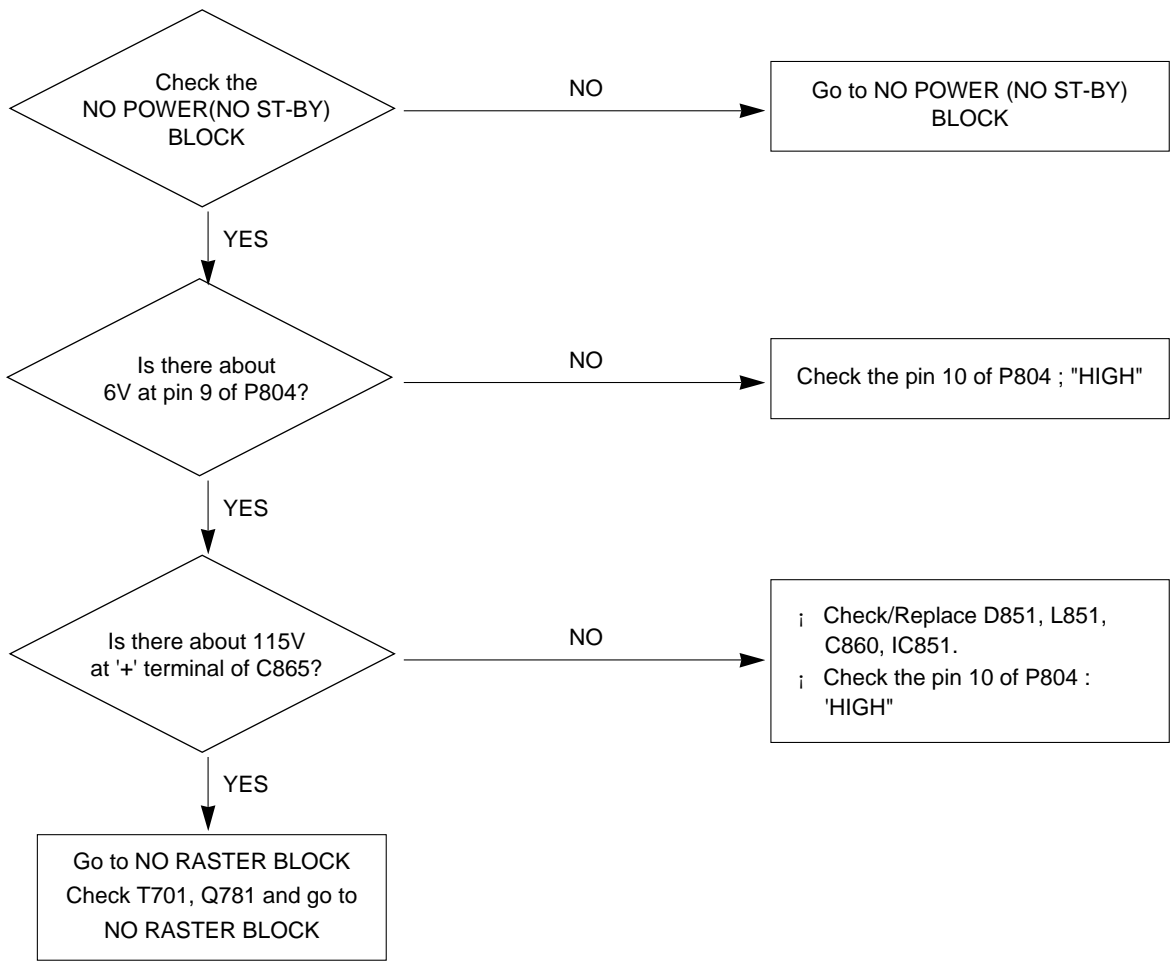 Check the
NO POWER(NO ST-BY)
BLOCK
NO
Go to NO POWER (NO ST-BY)
BLOCK
YES
Is there about
6V at pin 9 of P804?
NO
Check the pin 10 of P804 ; "HIGH"
YES
Is there about 115V
at '+' terminal of C865?
NO
¡ Check/Replace D851, L851,
C860, IC851.
¡ Check the pin 10 of P804 :
'HIGH"
YES
Go to NO RASTER BLOCK
Check T701, Q781 and go to
NO RASTER BLOCK